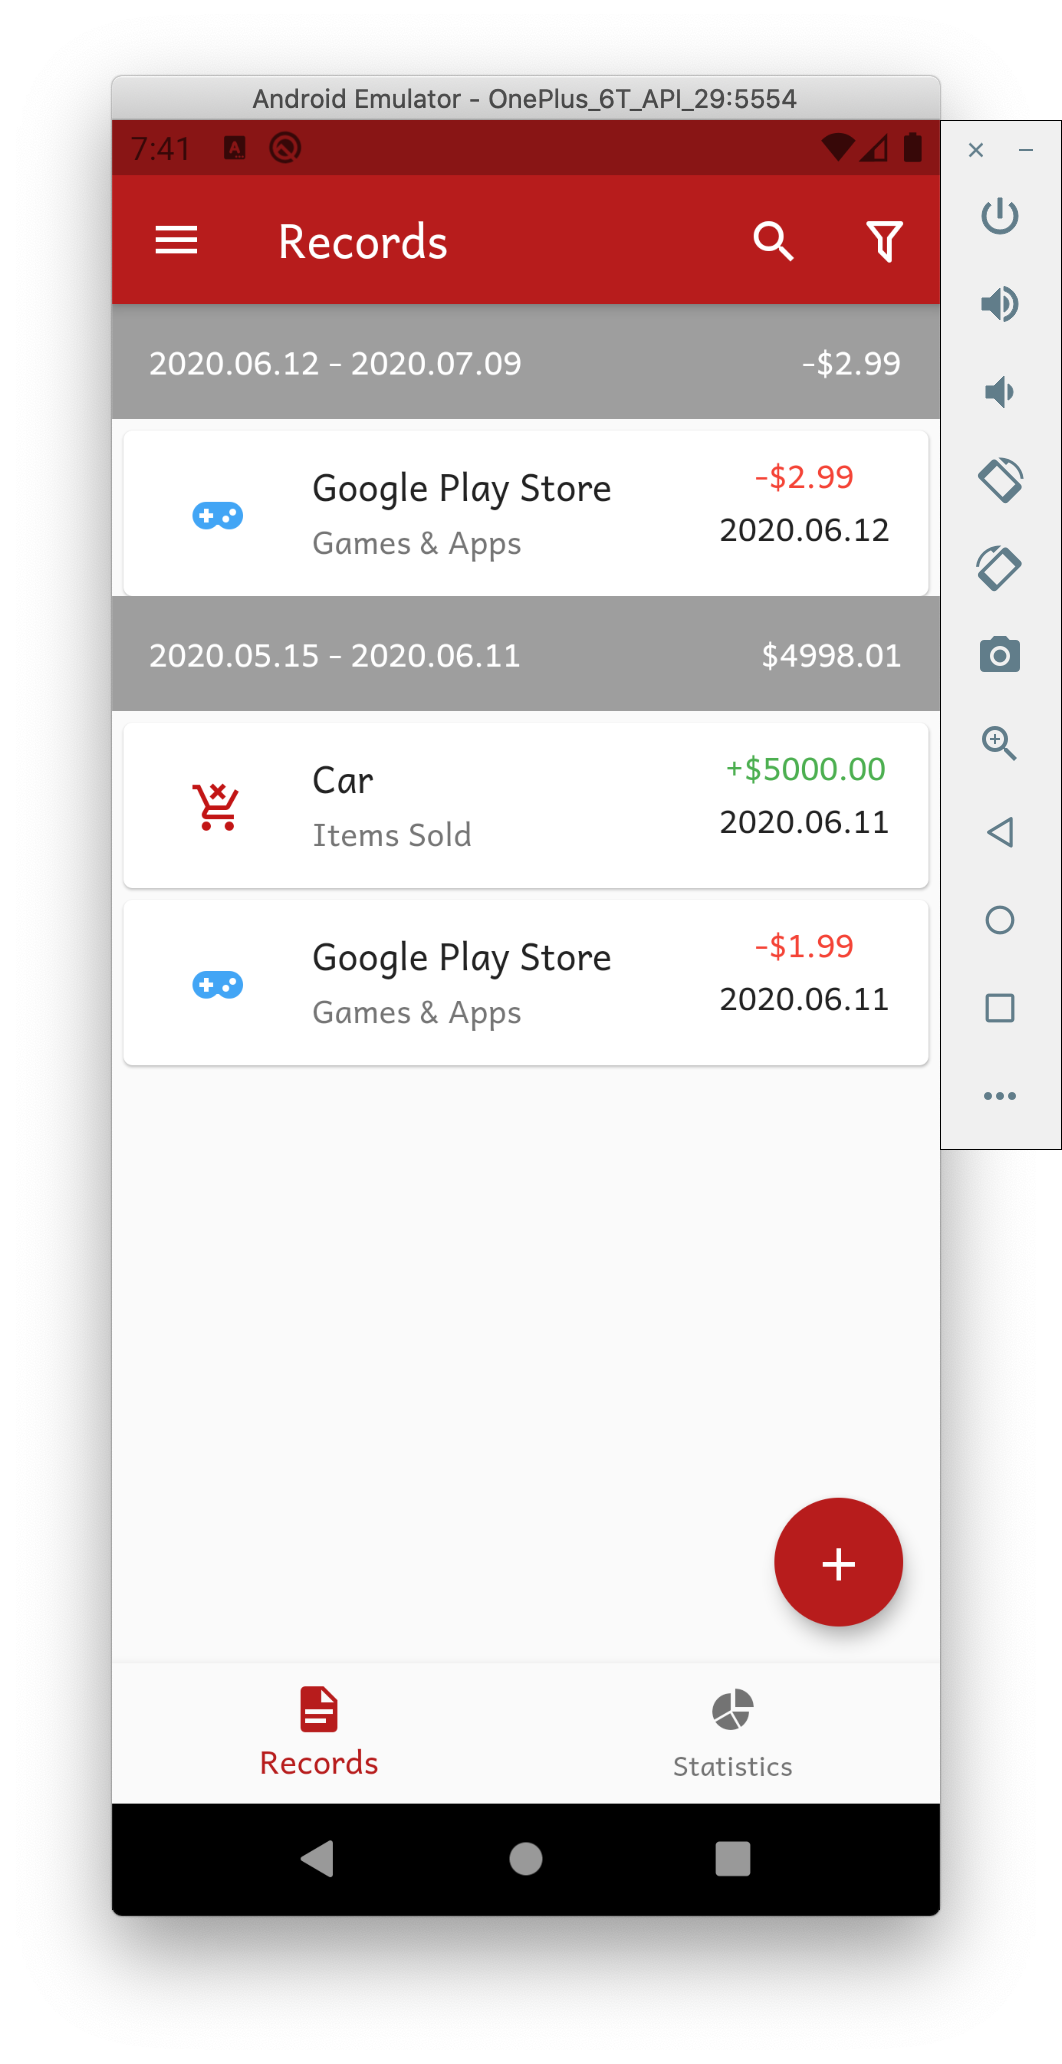 Android Emulator - OnePlus_6T_API_29:5554
7:41
Records
2020.06.12 - 2020.07.09 -$2.99
Google Play Store -$2.99
Games & Apps 2020.06.12
2020.05.15 - 2020.06.11 $4998.01
Car +$5000.00
Items Sold 2020.06.11
Google Play Store -$1.99
Games & Apps 2020.06.11
Records Statistics